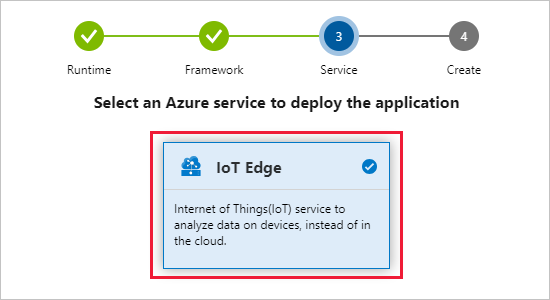 3 4
Runtime Framework Service Create
Select an Azure service to deploy the application
IoT Edge
Internet of Things(IoT) service to
analyze data on devices, instead of in
the cloud.